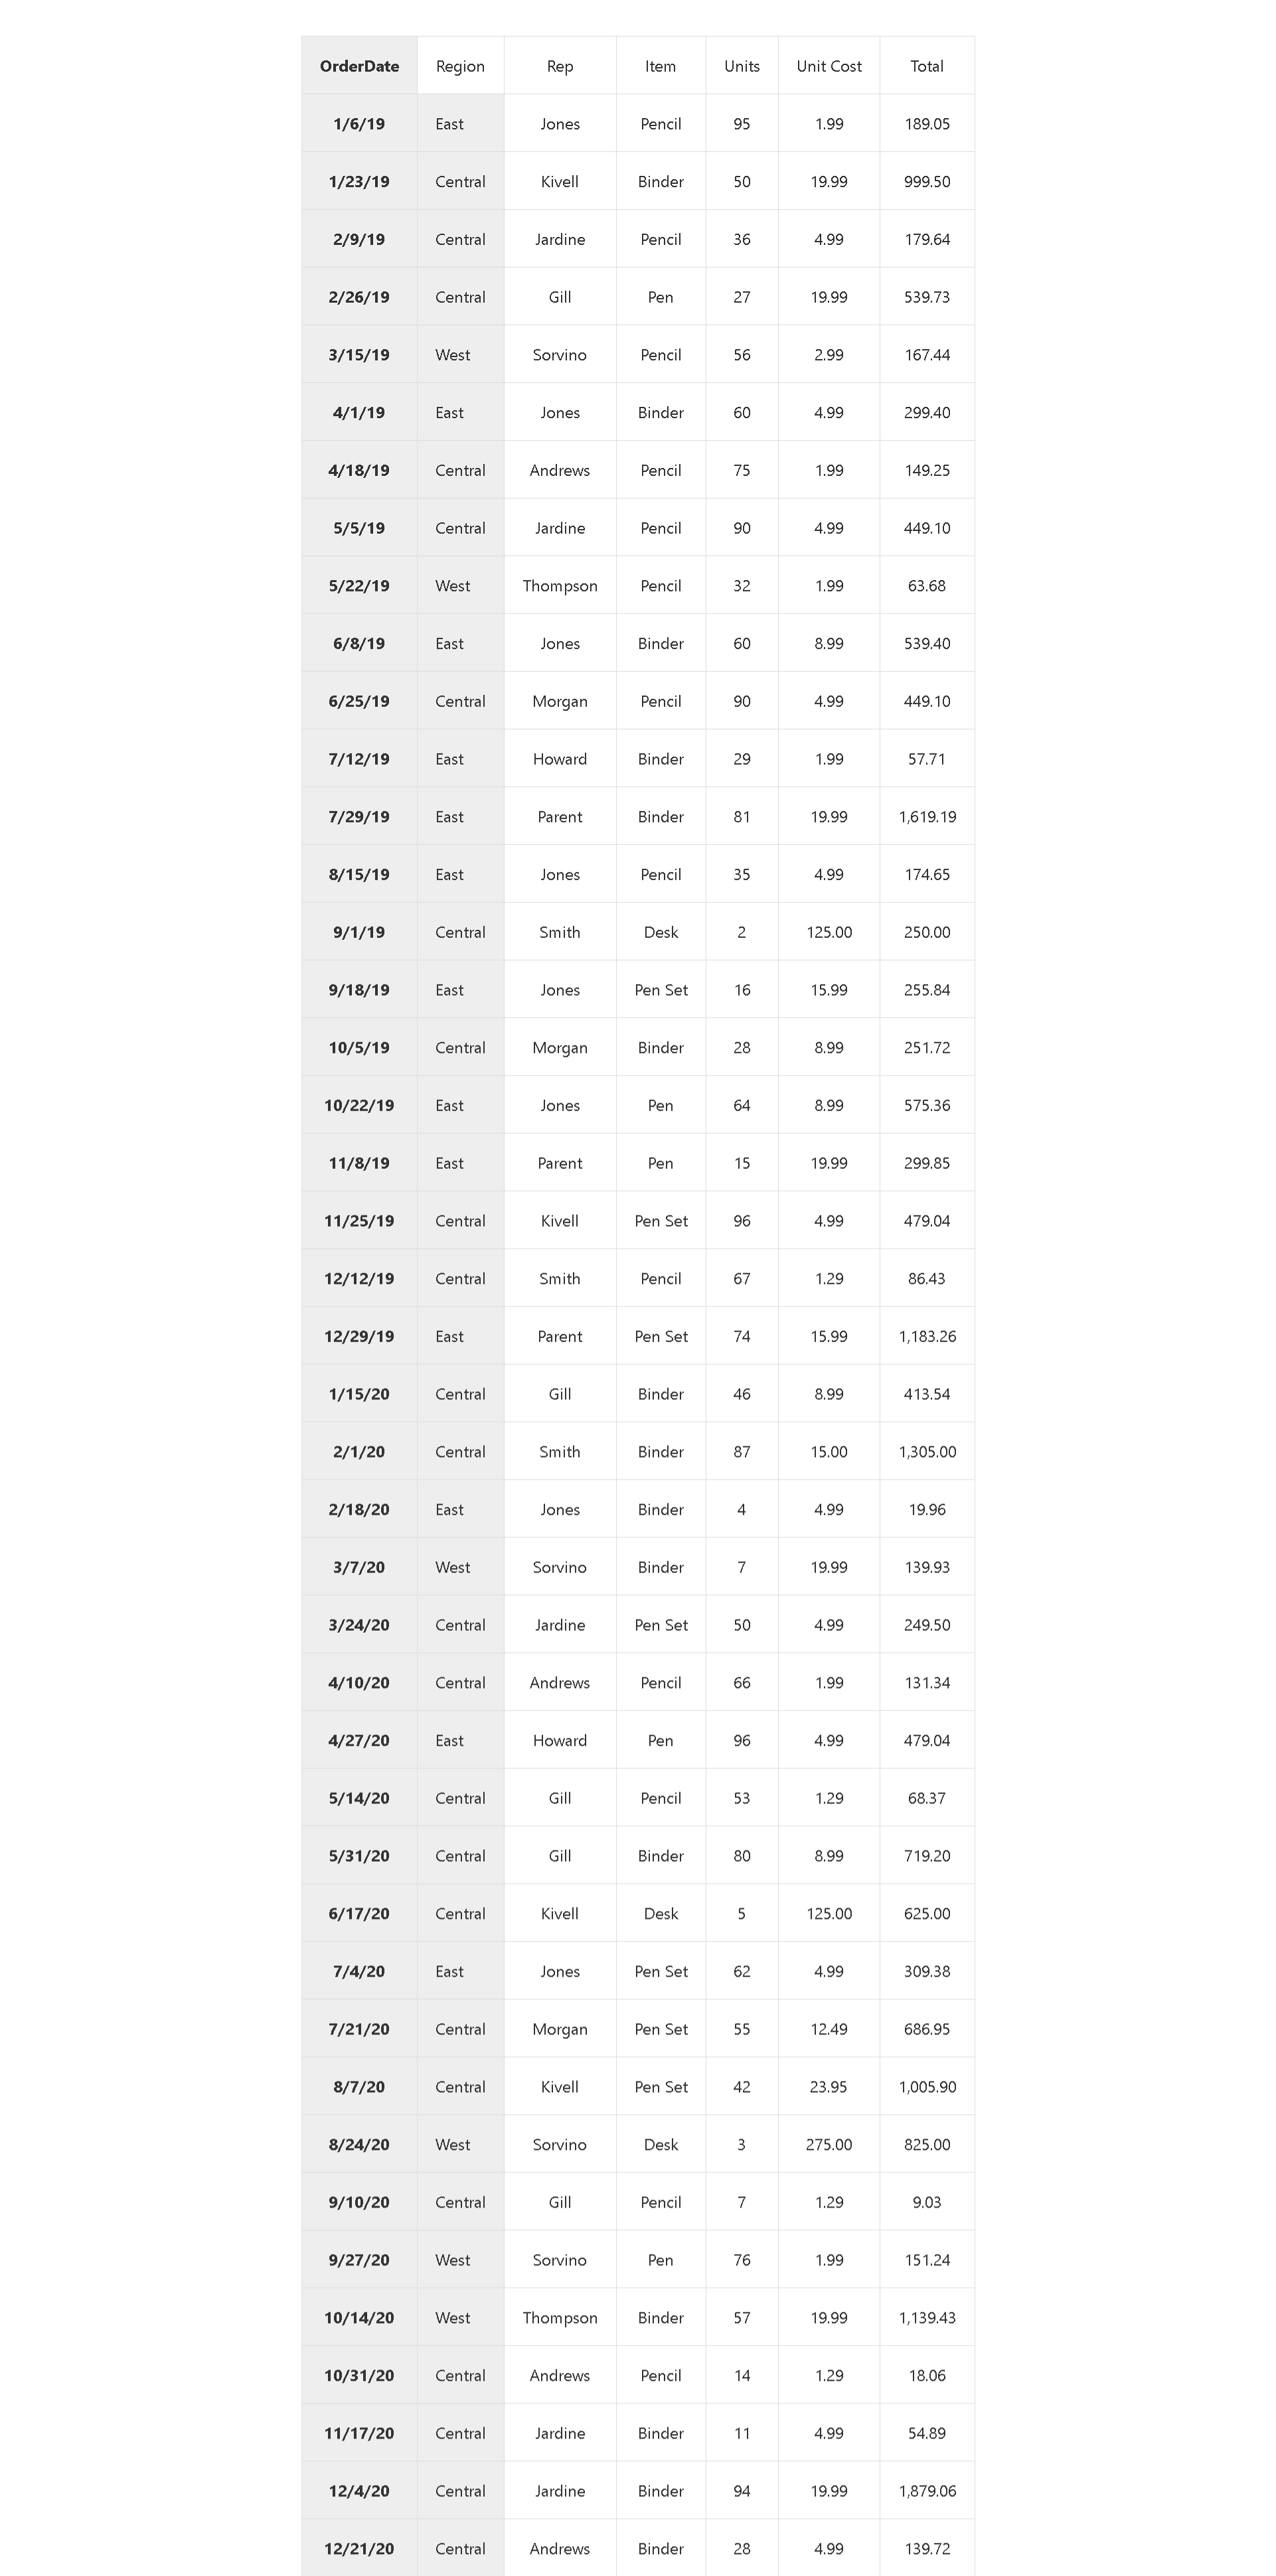 OrderDate Region Rep Item Units Unit Cost Total
1/6/19 East Jones Pencil 95 1.99 189.05
1/23/19 Central Kivell Binder 50 19.99 999.50
2/9/19 Central Jardine Pencil 36 4.99 179.64
2/26/19 Central Gill Pen 27 19.99 539.73
3/15/19 West Sorvino Pencil 56 2.99 167.44
4/1/19 East Jones Binder 60 4.99 299.40
4/18/19 Central Andrews Pencil 75 1.99 149.25
5/5/19 Central Jardine Pencil 90 4.99 449.10
5/22/19 West Thompson Pencil 32 1.99 63.68
6/8/19 East Jones Binder 60 8.99 539.40
6/25/19 Central Morgan Pencil 90 4.99 449.10
7/12/19 East Howard Binder 29 1.99 57.71
7/29/19 East Parent Binder 81 19.99 1,619.19
8/15/19 East Jones Pencil 35 4.99 174.65
9/1/19 Central Smith Desk 2 125.00 250.00
9/18/19 East Jones Pen Set 16 15.99 255.84
10/5/19 Central Morgan Binder 28 8.99 251.72
10/22/19 East Jones Pen 64 8.99 575.36
11/8/19 East Parent Pen 15 19.99 299.85
11/25/19 Central Kivell Pen Set 96 4.99 479.04
12/12/19 Central Smith Pencil 67 1.29 86.43
12/29/19 East Parent Pen Set 74 15.99 1,183.26
1/15/20 Central Gill Binder 46 8.99 413.54
2/1/20 Central Smith Binder 87 15.00 1,305.00
2/18/20 East Jones Binder 4 4.99 19.96
3/7/20 West Sorvino Binder 7 19.99 139.93
3/24/20 Central Jardine Pen Set 50 4.99 249.50
4/10/20 Central Andrews Pencil 66 1.99 131.34
4/27/20 East Howard Pen 96 4.99 479.04
5/14/20 Central Gill Pencil 53 1.29 68.37
5/31/20 Central Gill Binder 80 8.99 719.20
6/17/20 Central Kivell Desk 5 125.00 625.00
7/4/20 East Jones Pen Set 62 4.99 309.38
7/21/20 Central Morgan Pen Set 55 12.49 686.95
8/7/20 Central Kivell Pen Set 42 23.95 1,005.90
8/24/20 West Sorvino Desk 3 275.00 825.00
9/10/20 Central Gill Pencil 7 1.29 9.03
9/27/20 West Sorvino Pen 76 1.99 151.24
10/14/20 West Thompson Binder 57 19.99 1,139.43
10/31/20 Central Andrews Pencil 14 1.29 18.06
11/17/20 Central Jardine Binder 11 4.99 54.89
12/4/20 Central Jardine Binder 94 19.99 1,879.06
12/21/20 Central Andrews Binder 28 4.99 139.72